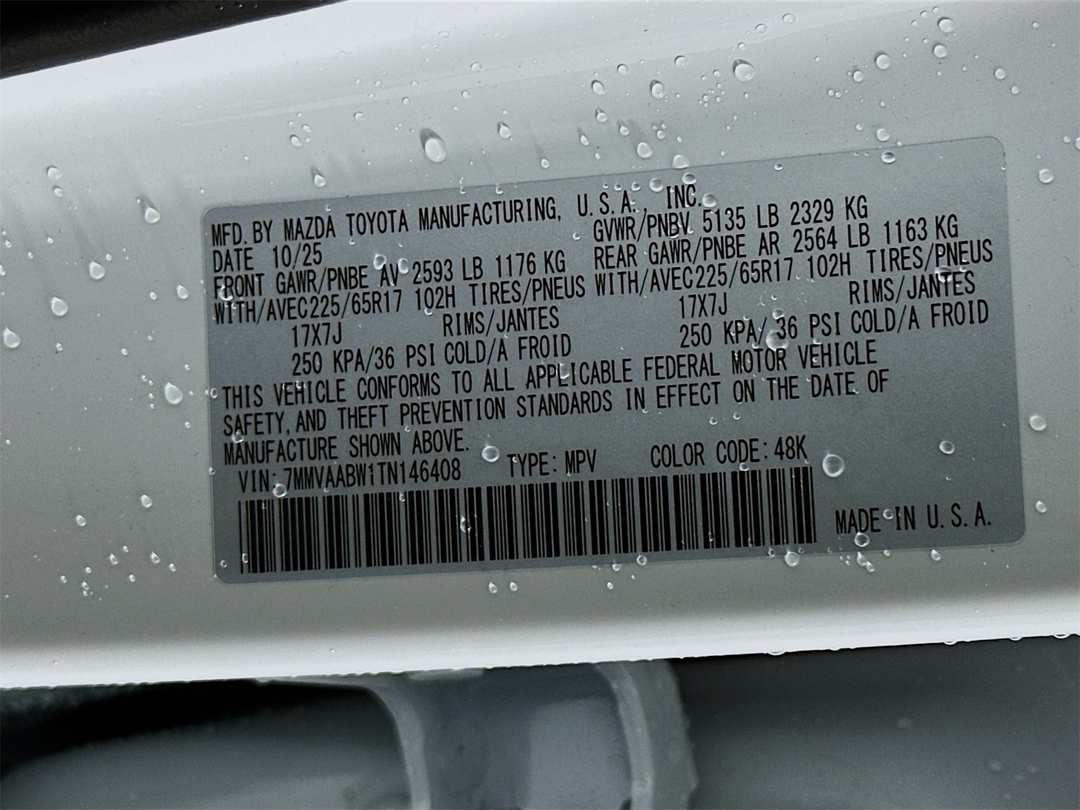 MFD. BY MAZDA TOYOTA MANUFACTURING, U.S.A., INC.
DATE 10/25 GVWR/PNBV 5135 LB 2329 KG
FRONT GAWR/PNBE AV 2593 LB 1176 KG REAR GAWR/PNBE AR 2564 LB 1163 KG
WITH/AVEC225/65R17 102H TIRES/PNEUS WITH/AVEC225/65R17 102H TIRES/PNEUS
17X7J RIMS/JANTES 17X7J RIMS/JANTES
250 KPA/36 PSI COLD/A FROID 250 KPA/ 36 PSI COLD/A FROID
THIS VEHICLE CONFORMS TO ALL APPLICABLE FEDERAL MOTOR VEHICLE
SAFETY, AND THEFT PREVENTION STANDARDS IN EFFECT ON THE DATE OF
MANUFACTURE SHOWN ABOVE.
VIN: 7MMVAABW1TN146408 TYPE: MPV COLOR CODE: 48K
MADE IN U.S.A.